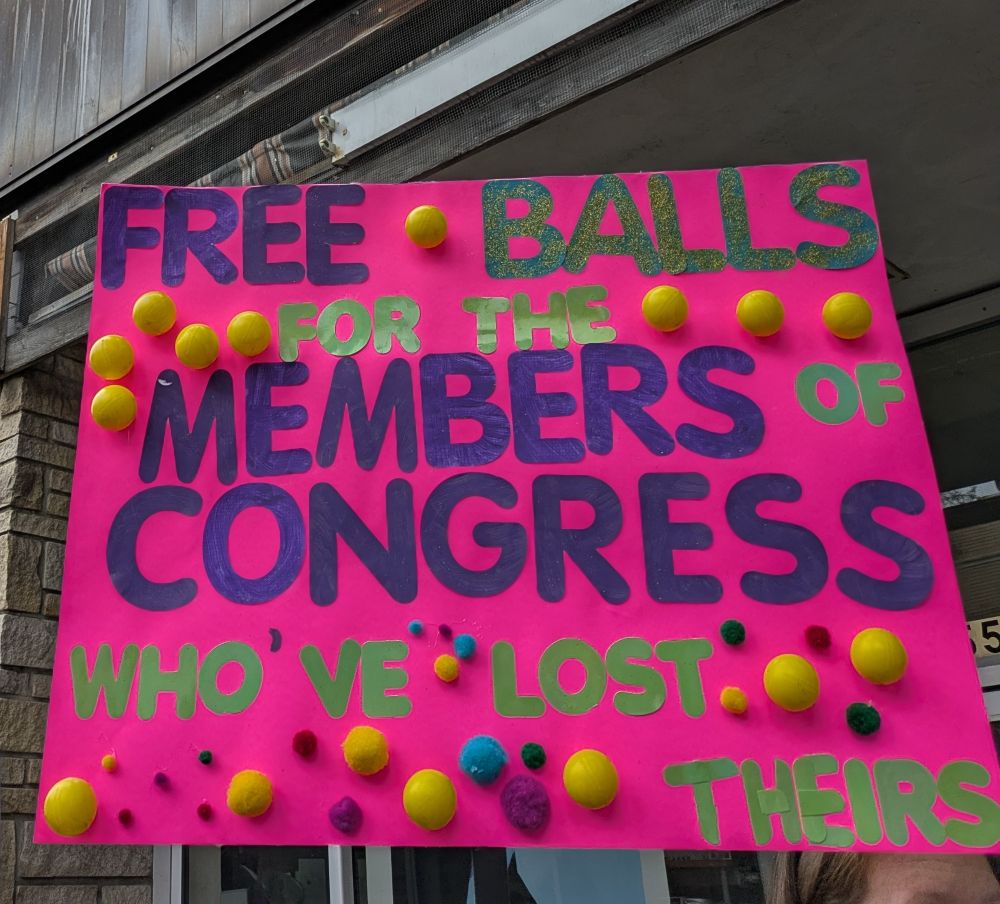 FREE BALLS
FOR THE
MEMBERS OF
CONGRESS
WHO'VE LOST
THEIRS